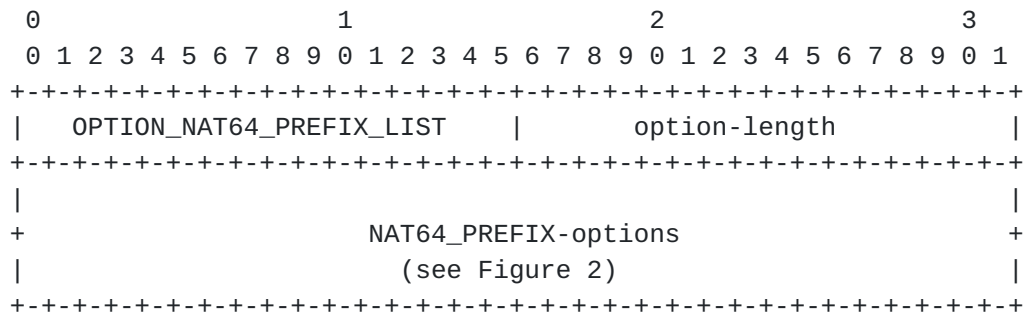 0                   1                   2                   3
 0 1 2 3 4 5 6 7 8 9 0 1 2 3 4 5 6 7 8 9 0 1 2 3 4 5 6 7 8 9 0 1
+-+-+-+-+-+-+-+-+-+-+-+-+-+-+-+-+-+-+-+-+-+-+-+-+-+-+-+-+-+-+-+-+
|   OPTION_NAT64_PREFIX_LIST    |       option-length           |
+-+-+-+-+-+-+-+-+-+-+-+-+-+-+-+-+-+-+-+-+-+-+-+-+-+-+-+-+-+-+-+-+
|                                                               |
+                      NAT64_PREFIX-options                     +
|                        (see Figure 2)                         |
+-+-+-+-+-+-+-+-+-+-+-+-+-+-+-+-+-+-+-+-+-+-+-+-+-+-+-+-+-+-+-+-+